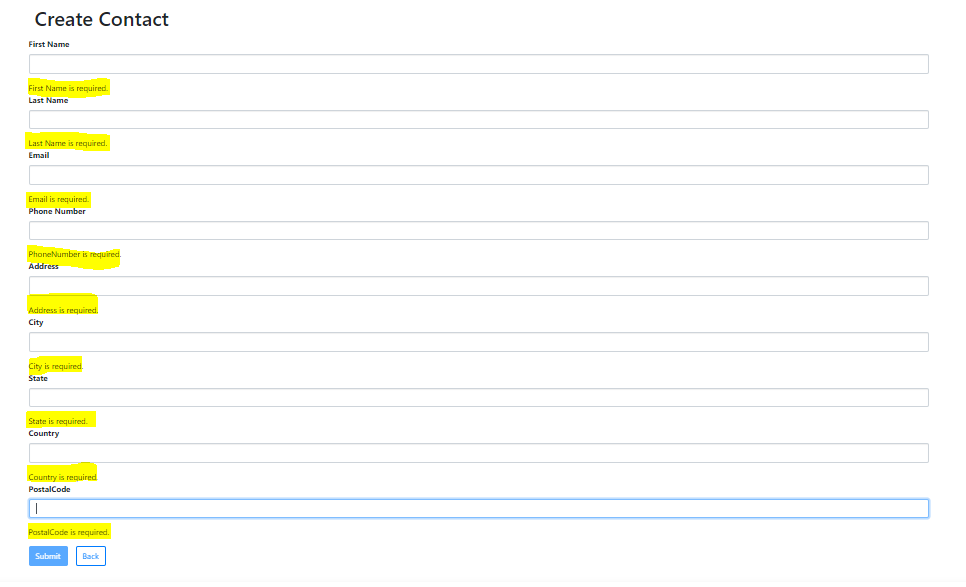 Create Contact
First Name
First Name is required.
Last Name
Last Name is required.
Email
Email is required.
Phone Number
PhoneNumber is required.
Address
Address is required.
City
City is required.
State
State is required.
Country
Country is required.
PostalCode
PostalCode is required.
Submit Back